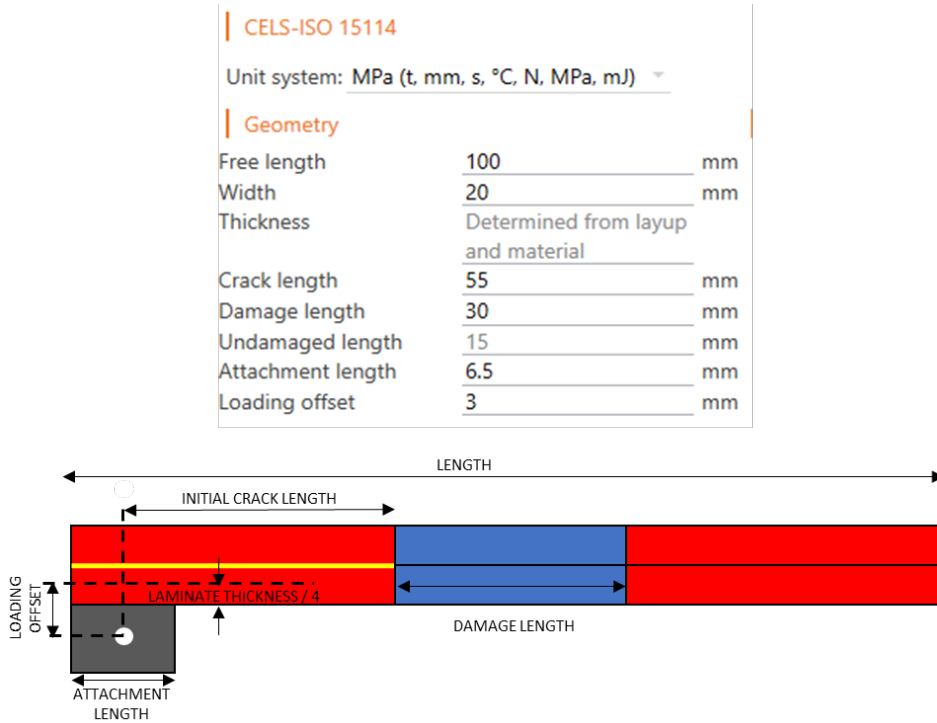 CELS-ISO 15114
Unit system: MPa (t, mm, s, °C, N, MPa, mJ)
Geometry
Free length 100 mm
Width 20 mm
Thickness Determined from layup
and material
Crack length 55 mm
Damage length 30 mm
Undamaged length 15 mm
Attachment length 6.5 mm
Loading offset 3 mm
LENGTH
INITIAL CRACK LENGTH
LOADING
OFFSET
LAMINATE THICKNESS / 4
DAMAGE LENGTH
ATTACHMENT
LENGTH